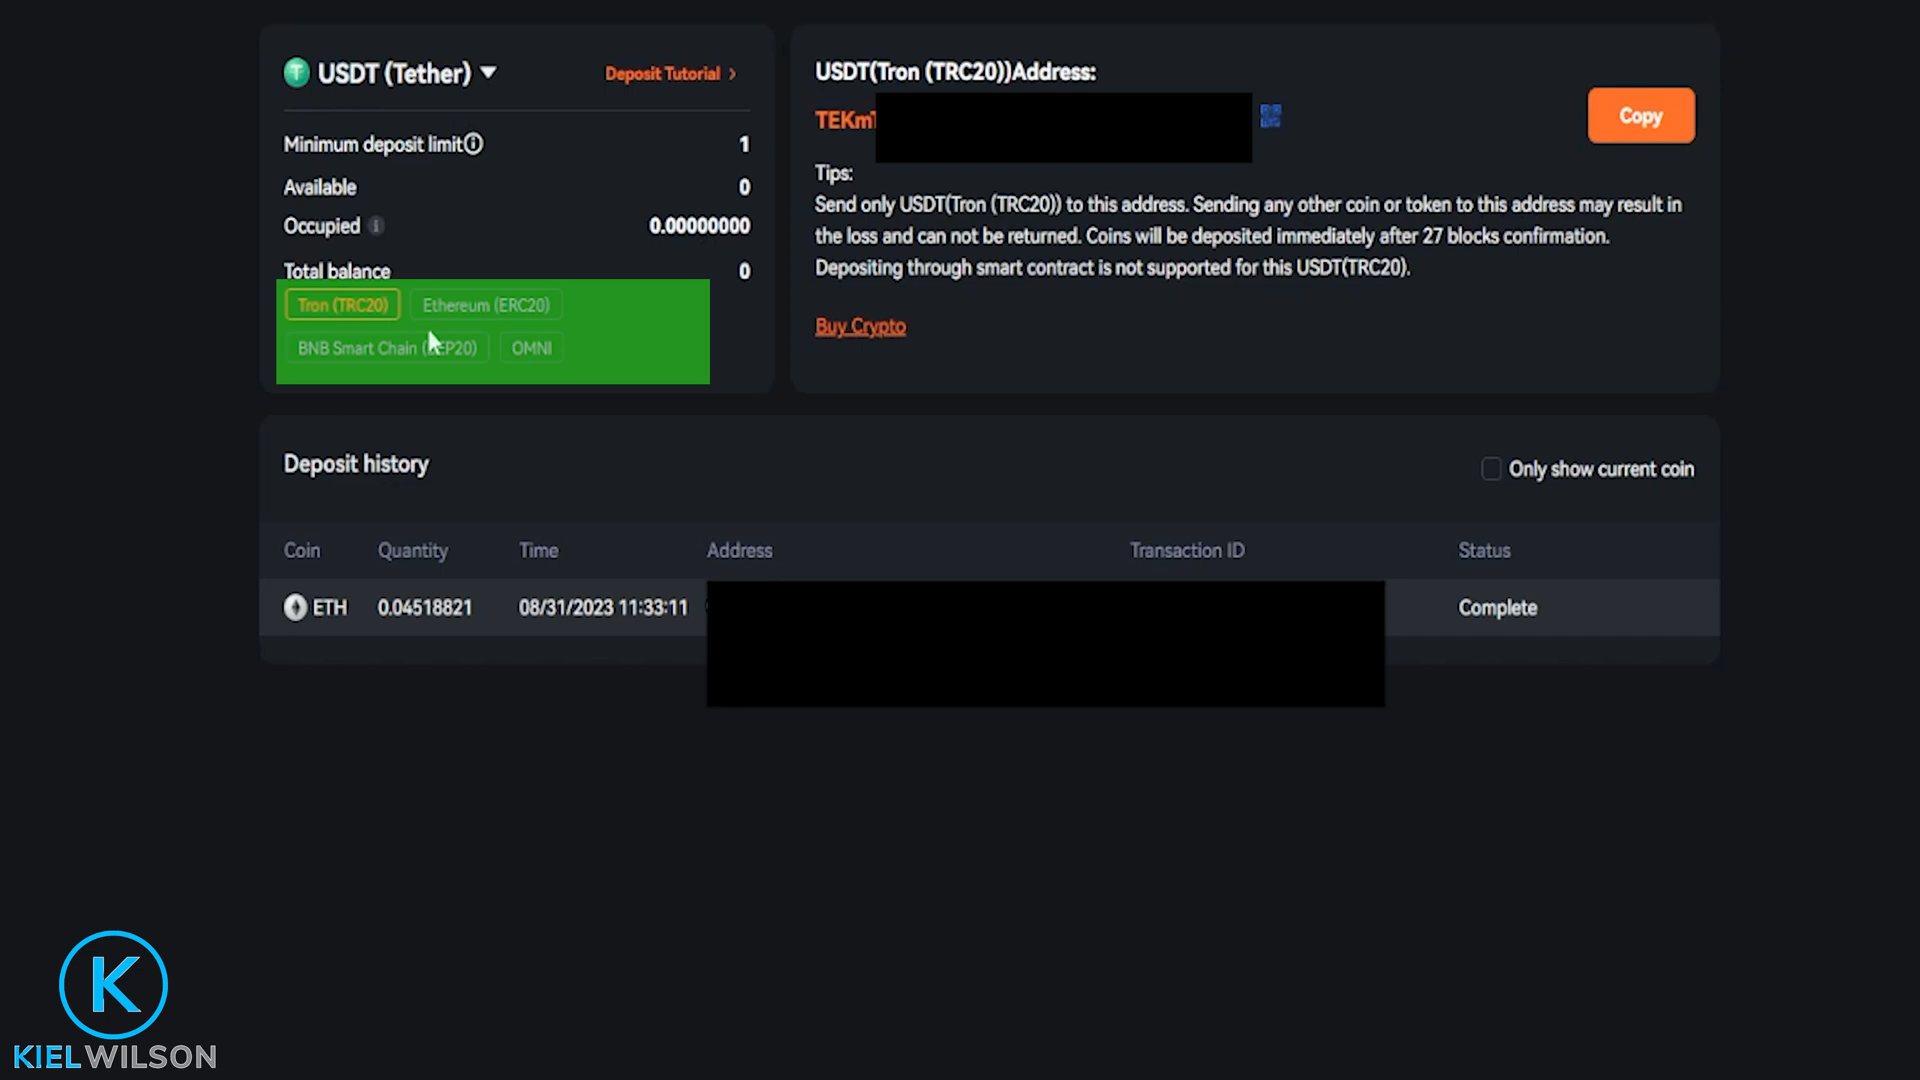 USDT (Tether)
Deposit Tutorial >
Minimum deposit limit 1
Available 0
Occupied 0.00000000
Total balance 0
Tron (TRC20) Ethereum (ERC20)
BNB Smart Chain ( EP20) OMNI
USDT(Tron (TRC20))Address:
TEKm
Copy
Tips:
Send only USDT(Tron (TRC20)) to this address. Sending any other coin or token to this address may result in
the loss and can not be returned. Coins will be deposited immediately after 27 blocks confirmation.
Depositing through smart contract is not supported for this USDT(TRC20).
Buy Crypto
Deposit history
Only show current coin
Coin Quantity Time Address Transaction ID Status
ETH 0.04518821 08/31/2023 11:33:11 Complete
K
KIELWILSON